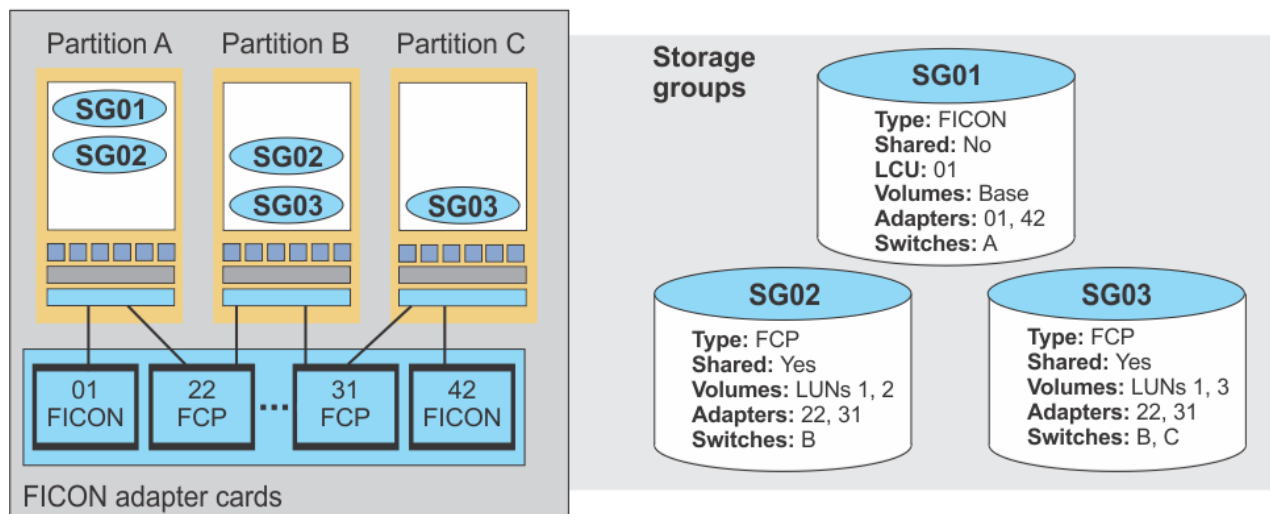 Partition A
Partition B
Partition C
SG01
SG02
SG02
SG03
SG03
01
FICON
22
FCP
...
31
FCP
42
FICON
FICON adapter cards
Storage
groups
SG01
Type: FICON
Shared: No
LCU: 01
Volumes: Base
Adapters: 01, 42
Switches: A
SG02
Type: FCP
Shared: Yes
Volumes: LUNs 1, 2
Adapters: 22, 31
Switches: B
SG03
Type: FCP
Shared: Yes
Volumes: LUNs 1, 3
Adapters: 22, 31
Switches: B, C